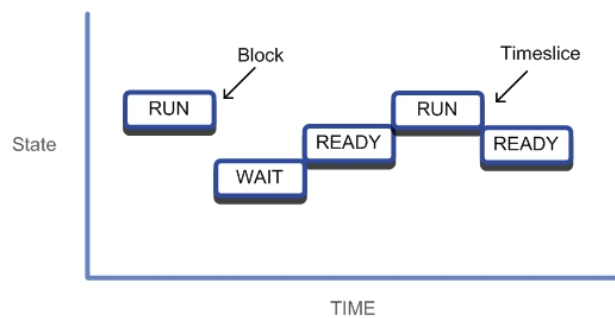 Block
Timeslice
RUN
RUN
READY
READY
State
WAIT
TIME